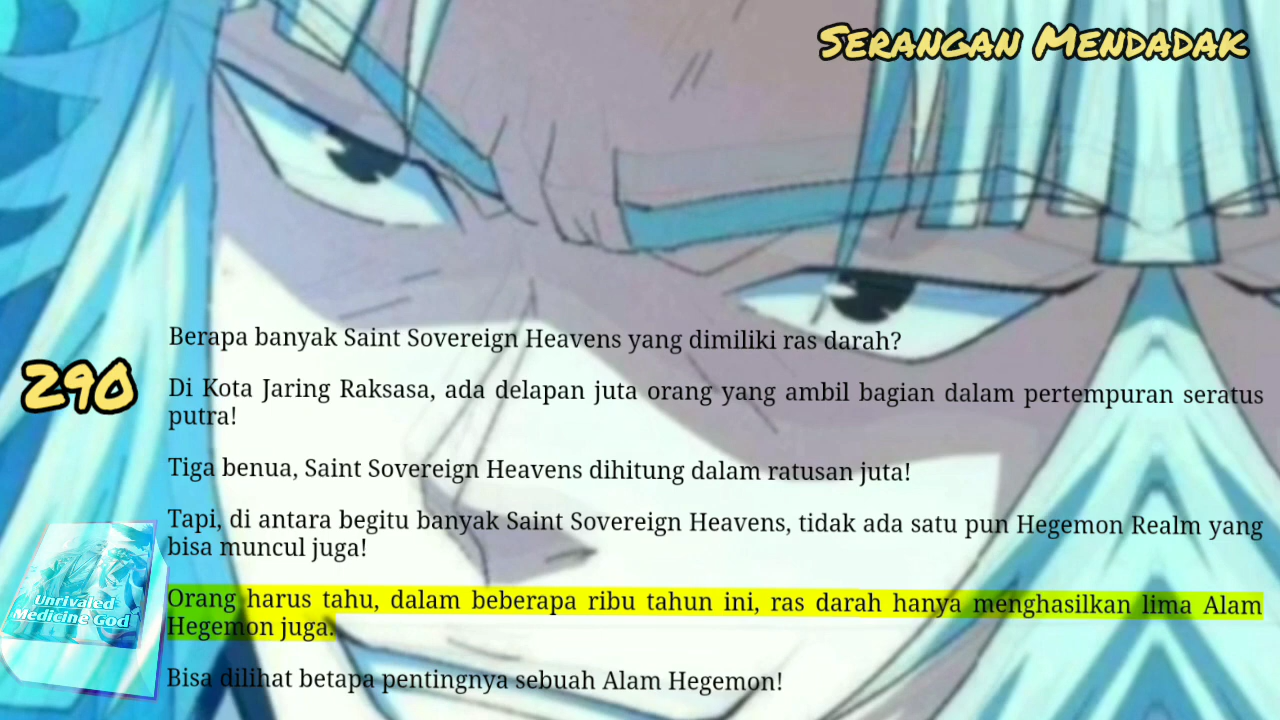 Serangan Mendadak
Berapa banyak Saint Sovereign Heavens yang dimiliki ras darah?
290
Di Kota Jaring Raksasa, ada delapan juta orang yang ambil bagian dalam pertempuran seratus
putra!
Tiga benua, Saint Sovereign Heavens dihitung dalam ratusan juta!
Tapi, di antara begitu banyak Saint Sovereign Heavens, tidak ada satu pun Hegemon Realm yang
bisa muncul juga!
Orang harus tahu, dalam beberapa ribu tahun ini, ras darah hanya menghasilkan lima Alam
Hegemon juga.
Unrivaled
Medicine God
Bisa dilihat betapa pentingnya sebuah Alam Hegemon!